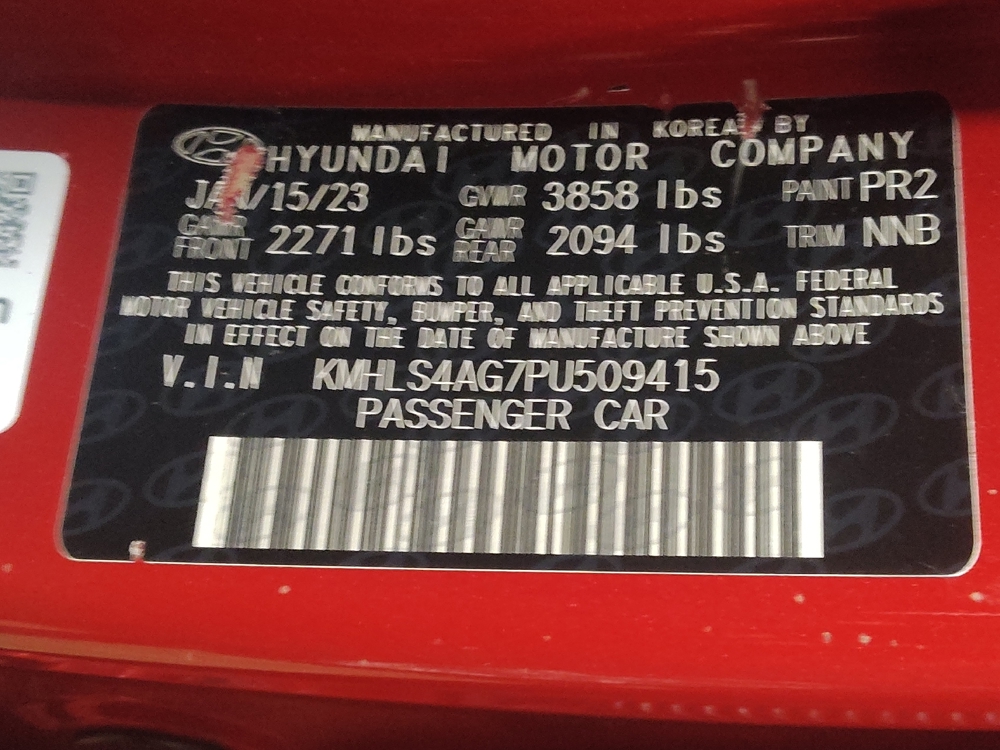 MANUFACTURED IN KOREA BY
HYUNDAI MOTOR COMPANY
JAN/15/23 GVWR 3858 lbs PAINT PR2
GAWR FRONT 2271 lbs GAWR REAR 2094 lbs TRIM NNB
THIS VEHICLE CONFORMS TO ALL APPLICABLE U.S.A. FEDERAL
MOTOR VEHICLE SAFETY, BUMPER, AND THEFT PREVENTION STANDARDS
IN EFFECT ON THE DATE OF MANUFACTURE SHOWN ABOVE
V.I.N KMHLS4AG7PU509415
PASSENGER CAR